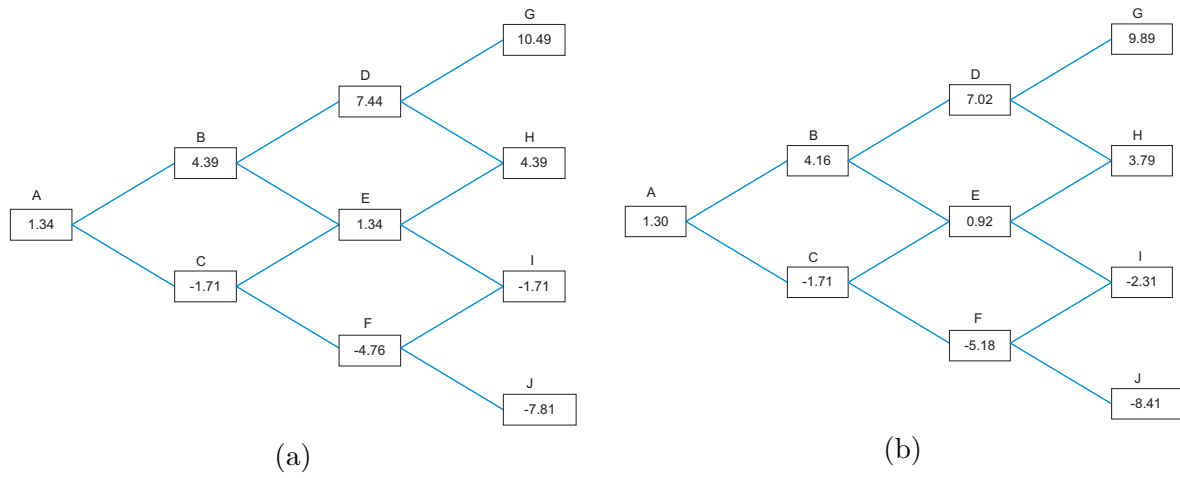 G
10.49
D
7.44
B
H
4.39
4.39
A
E
1.34
1.34
C
I
-1.71
-1.71
F
-4.76
J
-7.81
(a)
G
9.89
D
7.02
B
H
4.16
3.79
A
E
1.30
0.92
C
I
-1.71
-2.31
F
-5.18
J
-8.41
(b)